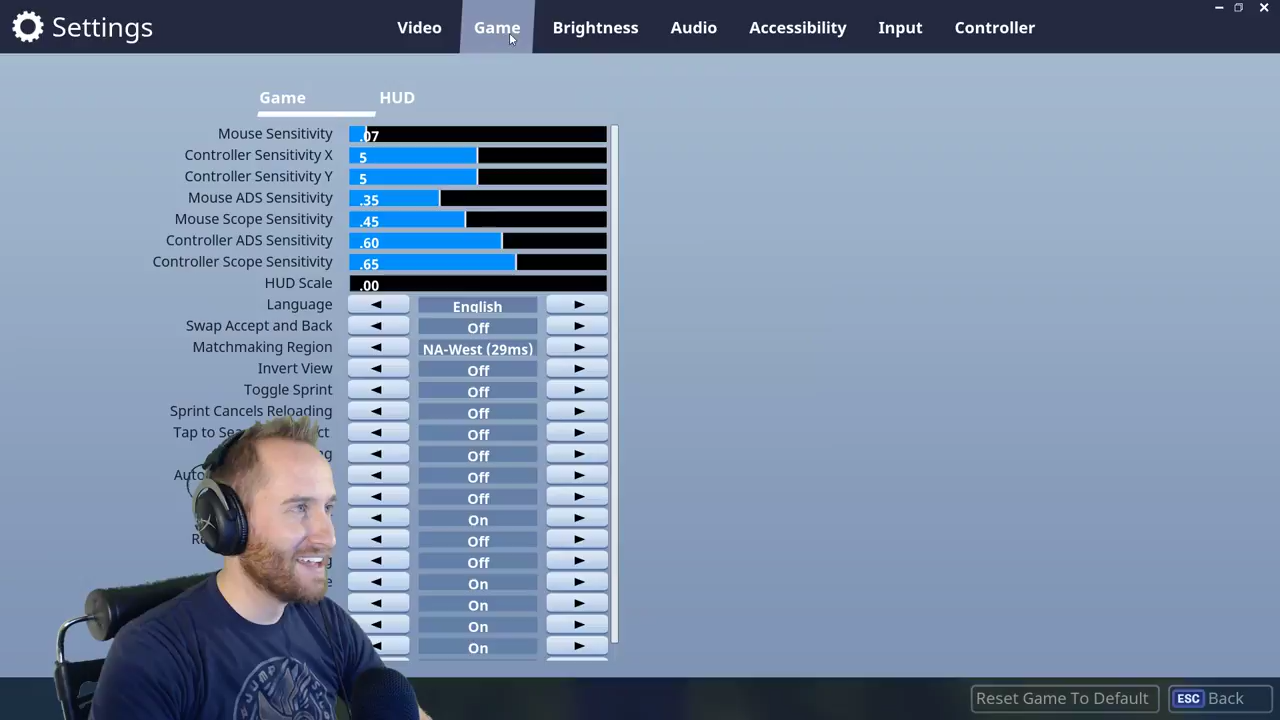 Settings
Video Game Brightness Audio Accessibility Input Controller
Game HUD
Mouse Sensitivity .07
Controller Sensitivity X 5
Controller Sensitivity Y 5
Mouse ADS Sensitivity .35
Mouse Scope Sensitivity .45
Controller ADS Sensitivity .60
Controller Scope Sensitivity .65
HUD Scale .00
Language English
Swap Accept and Back Off
Matchmaking Region NA-West (29ms)
Invert View Off
Toggle Sprint Off
Sprint Cancels Reloading Off
Tap to Off
Off
Off
Off
On
Off
Off
On
On
On
On
Reset Game To Default ESC Back